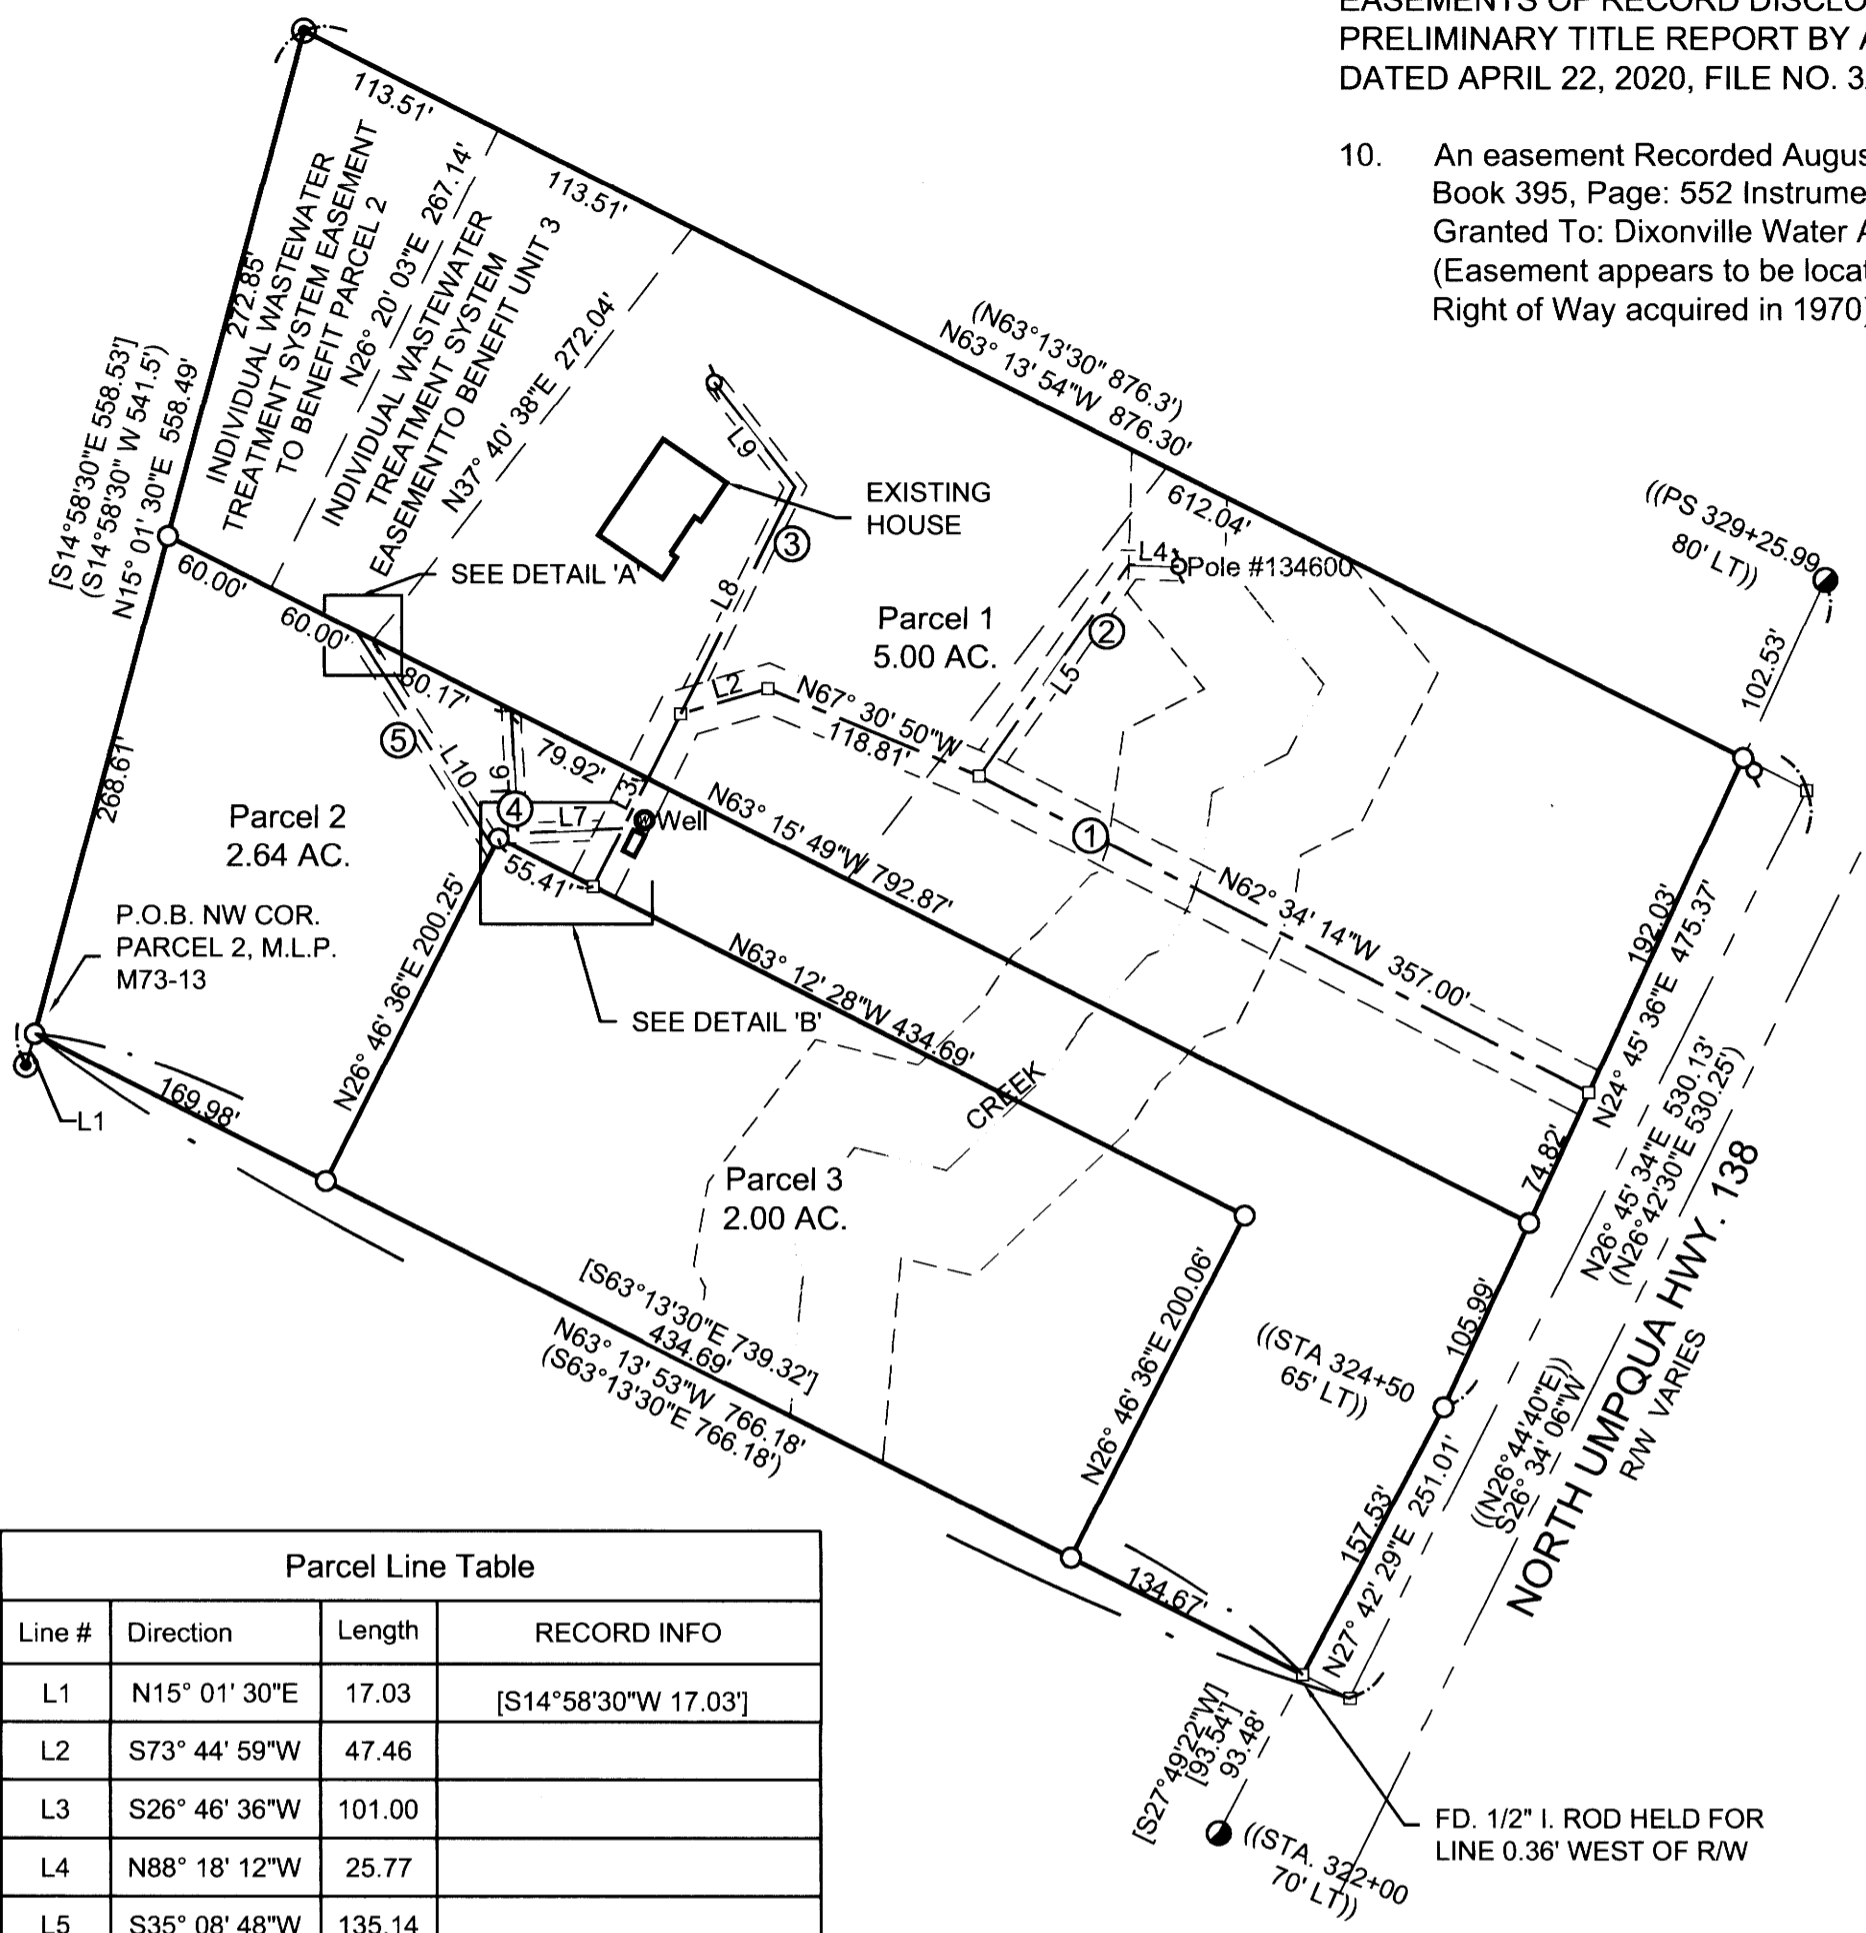 EASEMENTS OF RECORD
PRELIMINARY TITLE REPORT BY
DATED APRIL 22, 2020, FILE NO.
10. An easement Recorded
Book 395, Page: 552
Granted To: Dixonville Water
(Easement appears to be
Right of Way acquired in 1970)
113.51'
113.51'
INDIVIDUAL WASTEWATER
TREATMENT SYSTEM EASEMENT
TO BENEFIT PARCEL 2
N26° 20' 03"E 267.14'
INDIVIDUAL WASTEWATER
TREATMENT SYSTEM
EASEMENTTO BENEFIT UNIT 3
N37° 40' 38"E 272.04'
272.85'
[S14°58'30"E 558.53']
(S14°58'30" W 541.5')
N15° 01' 30"E 558.49'
(N63°13'30" 876.3')
N63° 13' 54"W 876.30'
612.04'
((PS 329+25.99
80' LT))
102.53'
L9
EXISTING
HOUSE
3
L8
60.00'
60.00'
SEE DETAIL 'A'
L4
Pole #134600
Parcel 1
5.00 AC.
2
L5
L2
N67° 30' 50"W
118.81'
80.17'
5
L10
L6
79.92'
4
L7
L3
Well
268.61'
Parcel 2
2.64 AC.
55.41'
N63° 15' 49"W 792.87'
1
N62° 34' 14"W 357.00'
192.03'
N24° 45' 36"E 475.37'
P.O.B. NW COR.
PARCEL 2, M.L.P.
M73-13
N26° 46' 36"E 200.25'
N63° 12' 28"W 434.69'
SEE DETAIL 'B'
CREEK
L1
169.98'
74.82'
N26° 45' 34"E 530.13'
(N26°42'30"E 530.25')
Parcel 3
2.00 AC.
NORTH UMPQUA HWY. 138
R/W VARIES
105.99'
[S63°13'30"E 739.32']
434.69'
N63° 13' 53"W 766.18'
(S63°13'30"E 766.18')
N26° 46' 36"E 200.06'
((STA 324+50
65' LT))
((N26°44'40"E))
S26° 34' 06"W
157.53'
N27° 42' 29"E 251.01'
134.67'
[S27°49'22"W]
[93.54']
93.48'
((STA. 322+00
70' LT))
FD. 1/2" I. ROD HELD FOR
LINE 0.36' WEST OF R/W
Parcel Line Table
Line # Direction Length RECORD INFO
L1 N15° 01' 30"E 17.03 [S14°58'30"W 17.03']
L2 S73° 44' 59"W 47.46
L3 S26° 46' 36"W 101.00
L4 N88° 18' 12"W 25.77
L5 S35° 08' 48"W 135.14